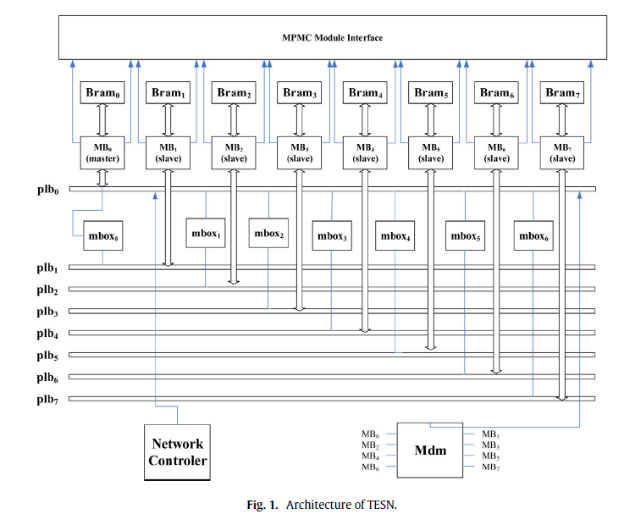 MPMC Module Interface
Bram₀ Bram₁ Bram₂ Bram₃ Bram₄ Bram₅ Bram₆ Bram₇
MB₀ (master) MB₁ (slave) MB₂ (slave) MB₃ (slave) MB₄ (slave) MB₅ (slave) MB₆ (slave) MB₇ (slave)
plb₀
mbox₀ mbox₁ mbox₂ mbox₃ mbox₄ mbox₅ mbox₆
plb₁
plb₂
plb₃
plb₄
plb₅
plb₆
plb₇
Network
Controler
MB₀
MB₂
MB₄
MB₆
Mdm
MB₁
MB₃
MB₅
MB₇
Fig. 1. Architecture of TESN.